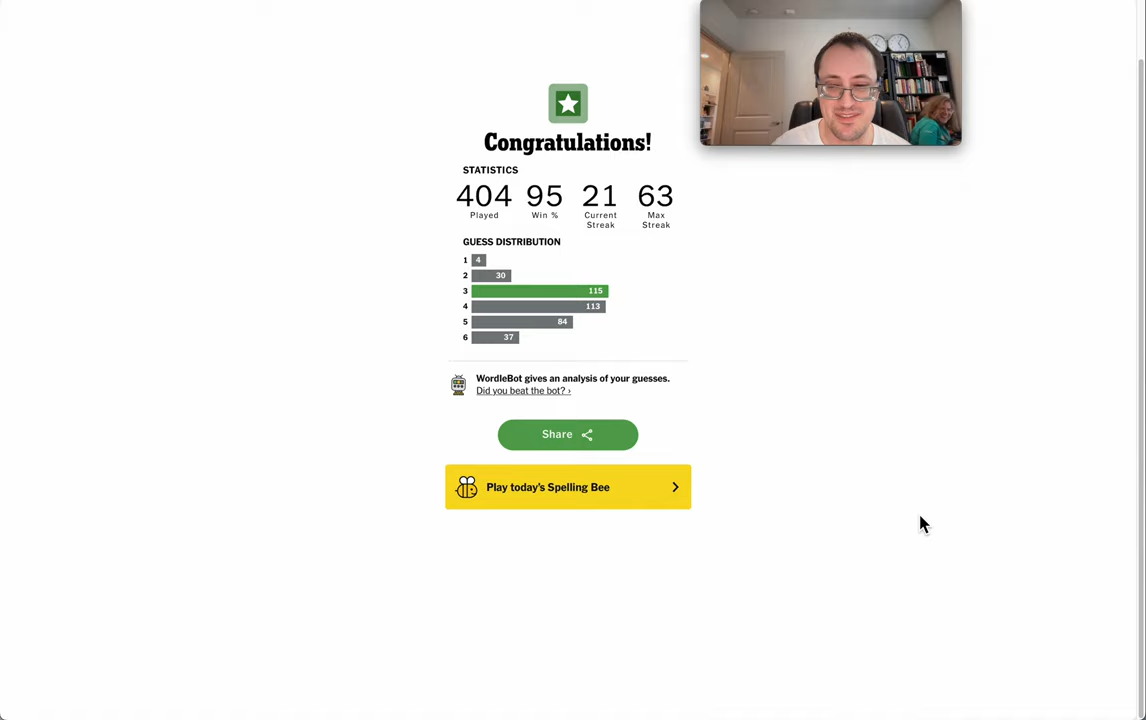 Congratulations!
STATISTICS
404 95 21 63
Played Win % Current Streak Max Streak
GUESS DISTRIBUTION
1 4
2 30
3 115
4 113
5 84
6 37
WordleBot gives an analysis of your guesses.
Did you beat the bot? ›
Share
Play today's Spelling Bee